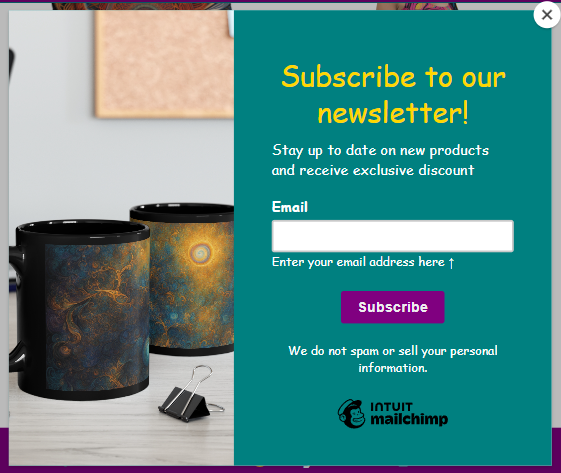 Subscribe to our
newsletter!
Stay up to date on new products
and receive exclusive discount
Email
Enter your email address here ↑
Subscribe
We do not spam or sell your personal
information.
INTUIT
mailchimp